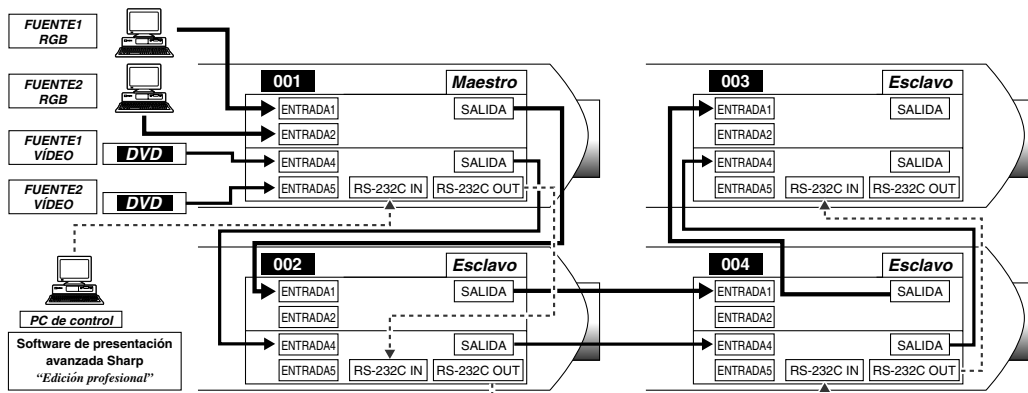 FUENTE1
RGB
FUENTE2
RGB
FUENTE1
VÍDEO
DVD
FUENTE2
VÍDEO
DVD
PC de control
Software de presentación
avanzada Sharp
“Edición profesional”
001
Maestro
ENTRADA1
SALIDA
ENTRADA2
ENTRADA4
SALIDA
ENTRADA5
RS-232C IN
RS-232C OUT
003
Esclavo
ENTRADA1
SALIDA
ENTRADA2
ENTRADA4
SALIDA
ENTRADA5
RS-232C IN
RS-232C OUT
002
Esclavo
ENTRADA1
SALIDA
ENTRADA2
ENTRADA4
SALIDA
ENTRADA5
RS-232C IN
RS-232C OUT
004
Esclavo
ENTRADA1
SALIDA
ENTRADA2
ENTRADA4
SALIDA
ENTRADA5
RS-232C IN
RS-232C OUT